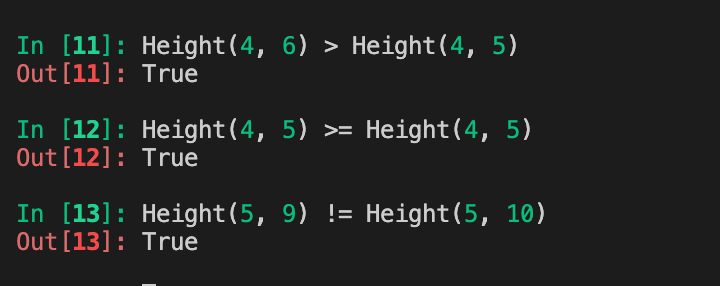 In [11]: Height(4, 6) > Height(4, 5)
Out[11]: True
In [12]: Height(4, 5) >= Height(4, 5)
Out[12]: True
In [13]: Height(5, 9) != Height(5, 10)
Out[13]: True